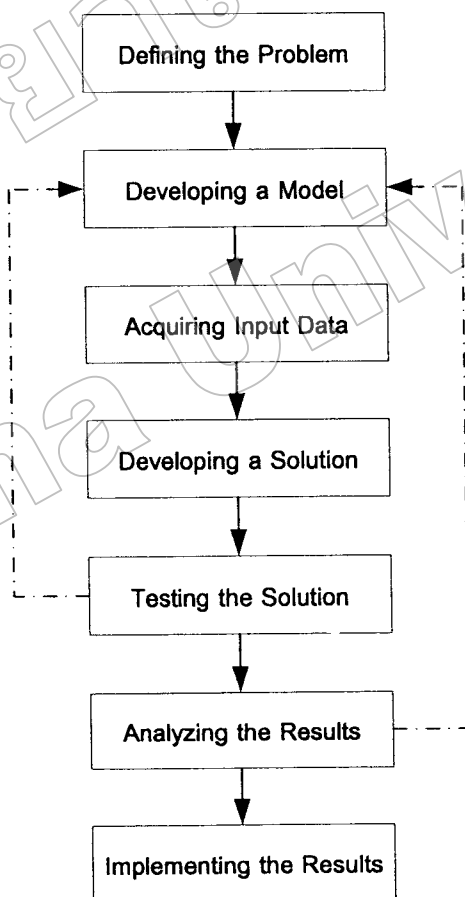 Defining the Problem
Developing a Model
Acquiring Input Data
Developing a Solution
Testing the Solution
Analyzing the Results
Implementing the Results